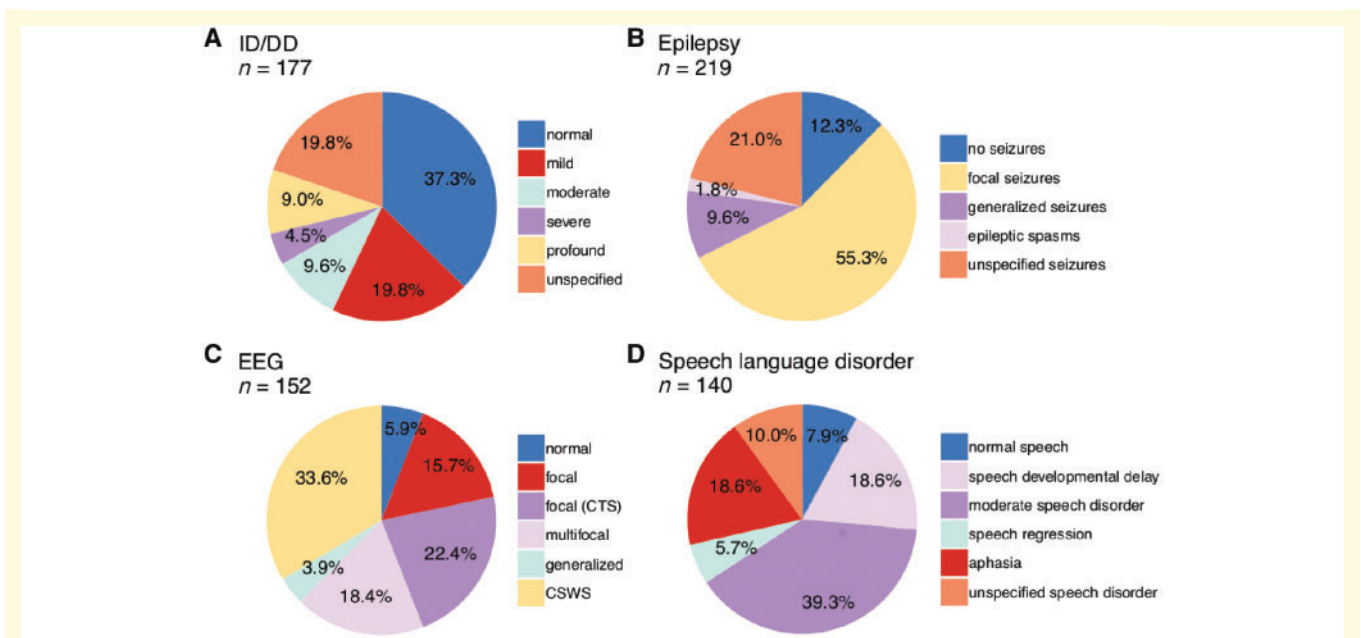 A ID/DD
n = 177
19.8%
37.3%
9.0%
4.5%
9.6%
19.8%
normal
mild
moderate
severe
profound
unspecified
B Epilepsy
n = 219
12.3%
21.0%
1.8%
9.6%
55.3%
no seizures
focal seizures
generalized seizures
epileptic spasms
unspecified seizures
C EEG
n = 152
5.9%
15.7%
33.6%
22.4%
3.9%
18.4%
normal
focal
focal (CTS)
multifocal
generalized
CSWS
D Speech language disorder
n = 140
10.0%
7.9%
18.6%
18.6%
5.7%
39.3%
normal speech
speech developmental delay
moderate speech disorder
speech regression
aphasia
unspecified speech disorder